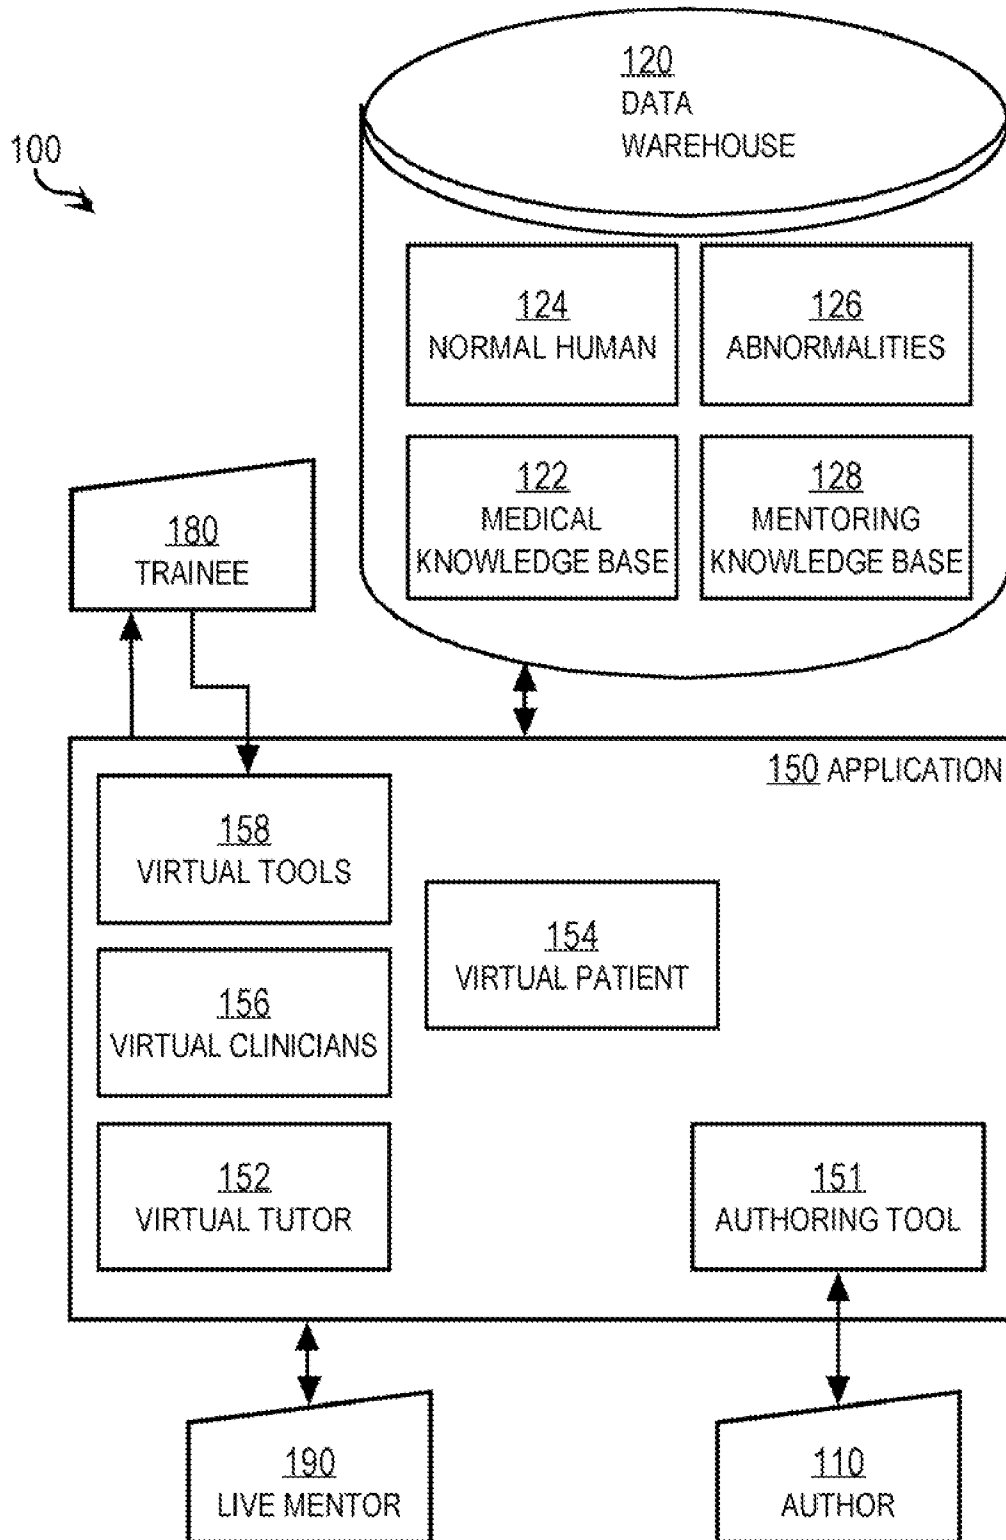 120
DATA
WAREHOUSE
100
124
NORMAL HUMAN
126
ABNORMALITIES
122
MEDICAL
KNOWLEDGE BASE
128
MENTORING
KNOWLEDGE BASE
180
TRAINEE
150 APPLICATION
158
VIRTUAL TOOLS
154
VIRTUAL PATIENT
156
VIRTUAL CLINICIANS
152
VIRTUAL TUTOR
151
AUTHORING TOOL
190
LIVE MENTOR
110
AUTHOR